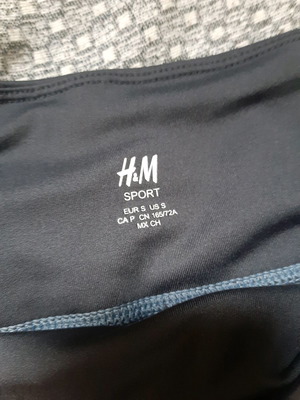 H&M
SPORT
EUR S US S
CA P CN 165/72A
MX CH